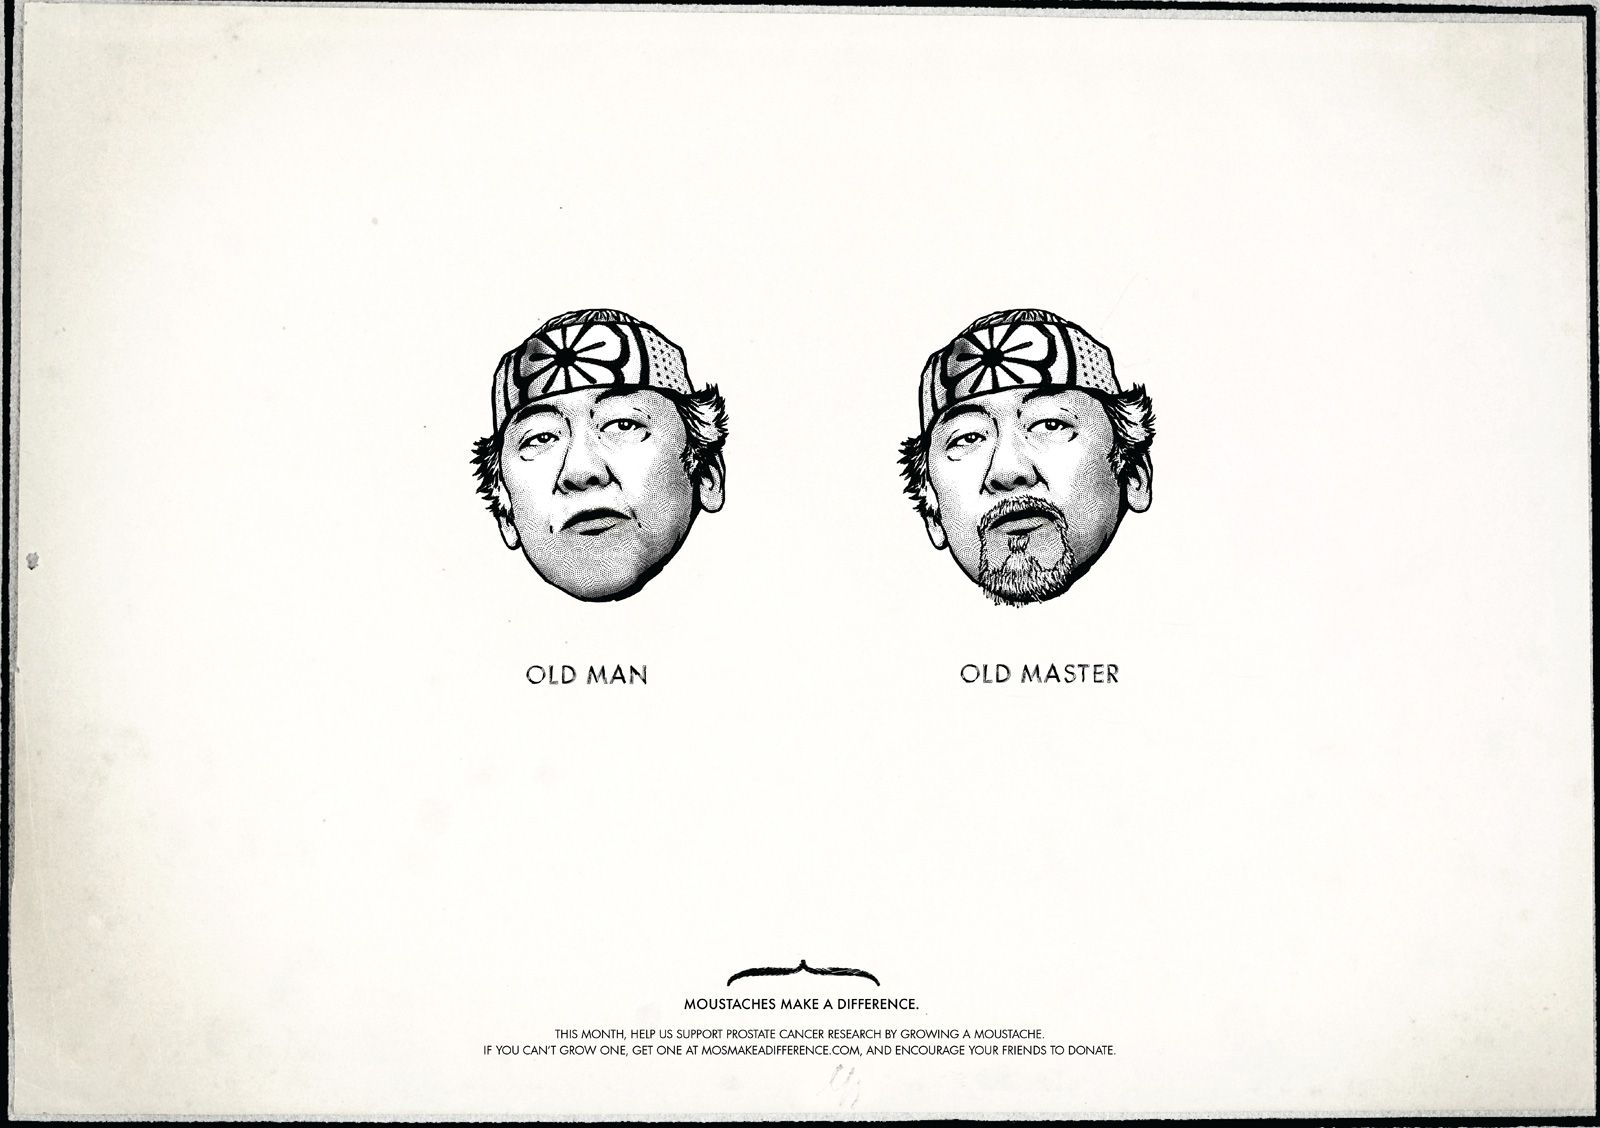 OLD MAN
OLD MASTER
MOUSTACHES MAKE A DIFFERENCE.
THIS MONTH, HELP US SUPPORT PROSTATE CANCER RESEARCH BY GROWING A MOUSTACHE.
IF YOU CAN'T GROW ONE, GET ONE AT MOSMAKEADIFFERENCE.COM, AND ENCOURAGE YOUR FRIENDS TO DONATE.